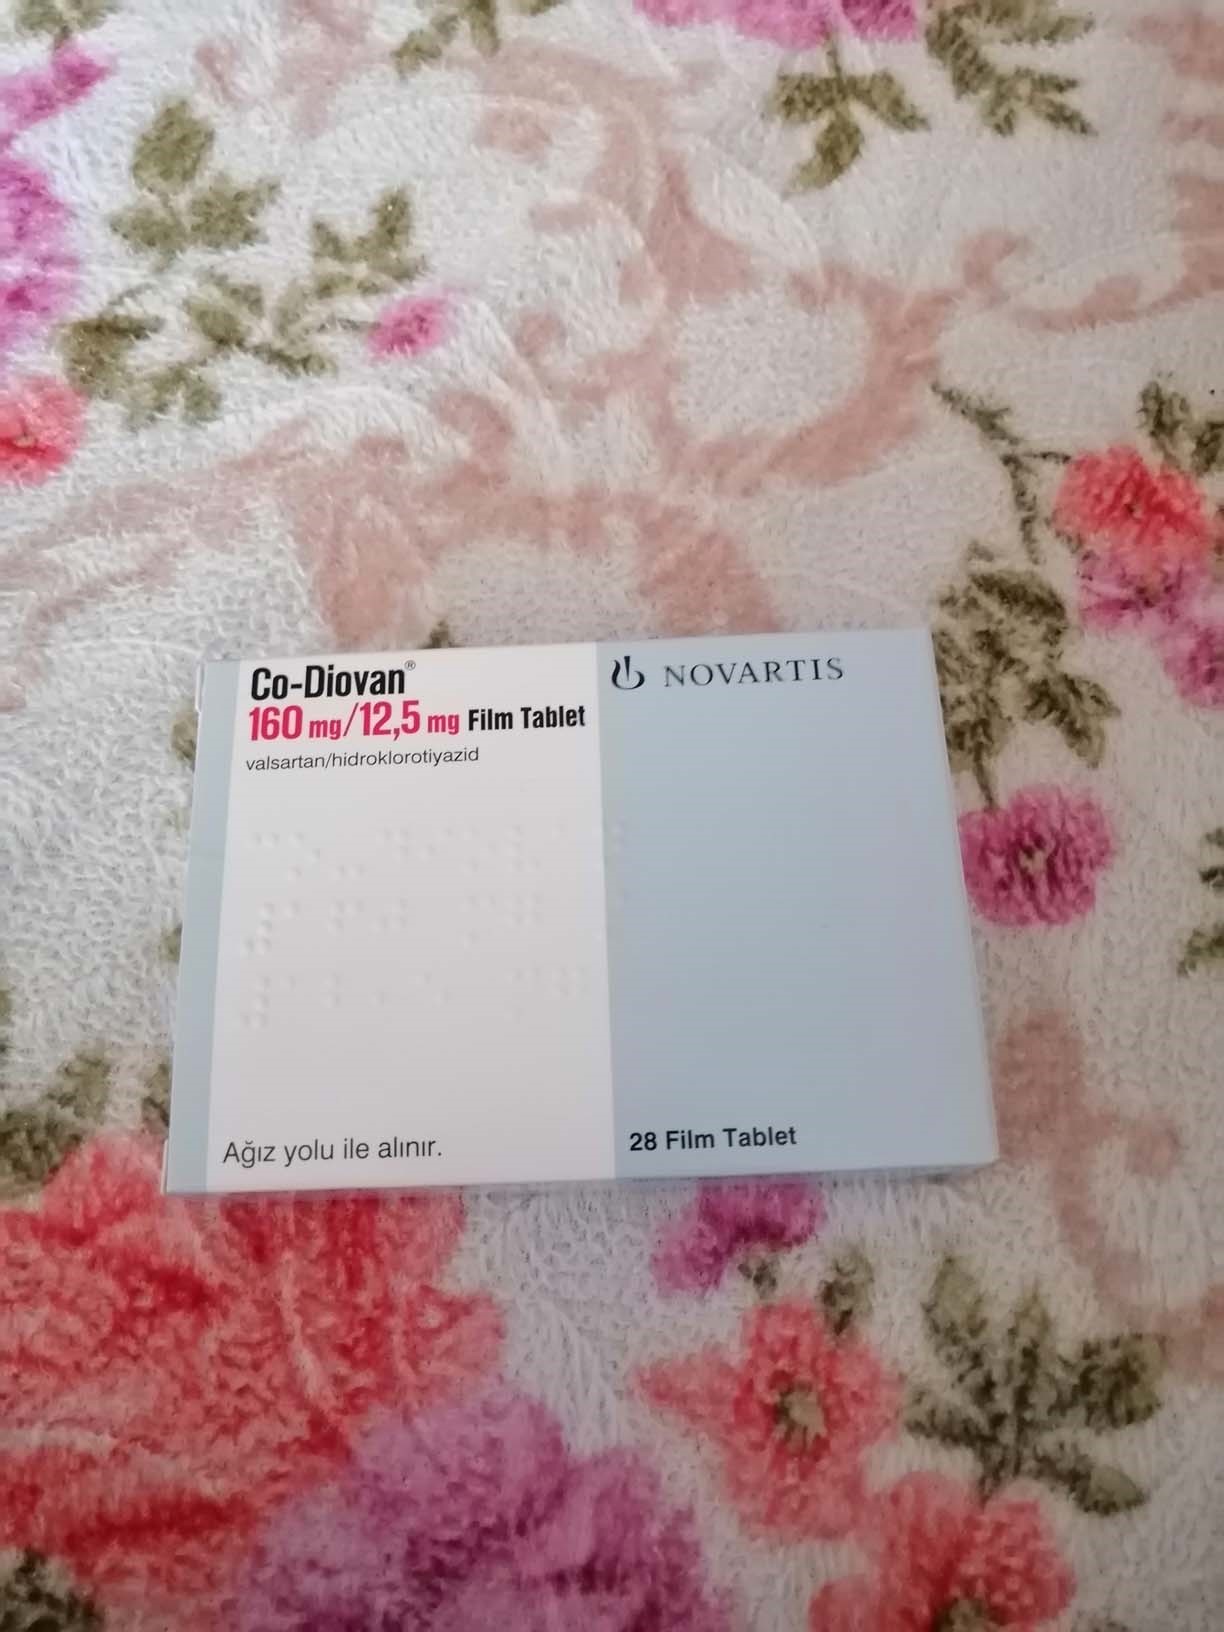 Co-Diovan®
160 mg/12,5 mg Film Tablet
valsartan/hidroklorotiyazid
Ağız yolu ile alınır.
NOVARTIS
28 Film Tablet